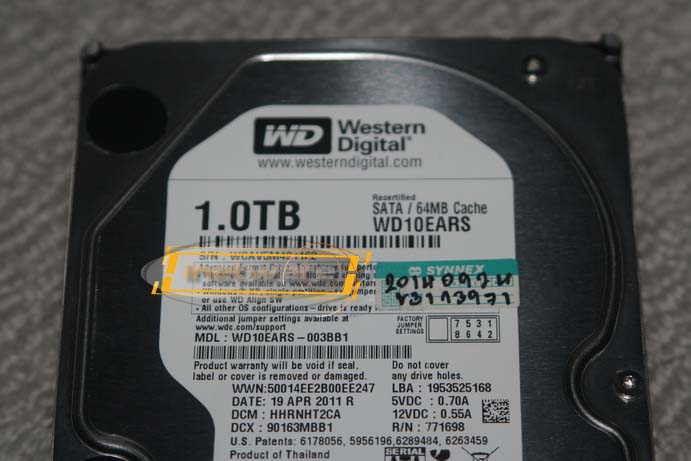 WD Western Digital®
www.westerndigital.com
1.0TB
Recertified
SATA / 64MB Cache
WD10EARS
S/N :
software available @ www.wdc.com
SYNNEX
or use WD Align SW
- All other OS configurations - drive is ready
Additional jumper settings available at
www.wdc.com/support
FACTORY JUMPER SETTINGS
7 5 3 1
8 6 4 2
MDL : WD10EARS-003BB1
Product warranty will be void if seal,
label or cover is removed or damaged.
Do not cover
any drive holes.
WWN:50014EE2B00EE247
LBA : 1953525168
DATE: 19 APR 2011 R
5VDC : 0.70A
DCM : HHRNHT2CA
12VDC : 0.55A
DCX : 90163MBB1
R/N : 771698
U.S. Patents: 6178056, 5956196,6289484, 6263459
Product of Thailand
SERIAL